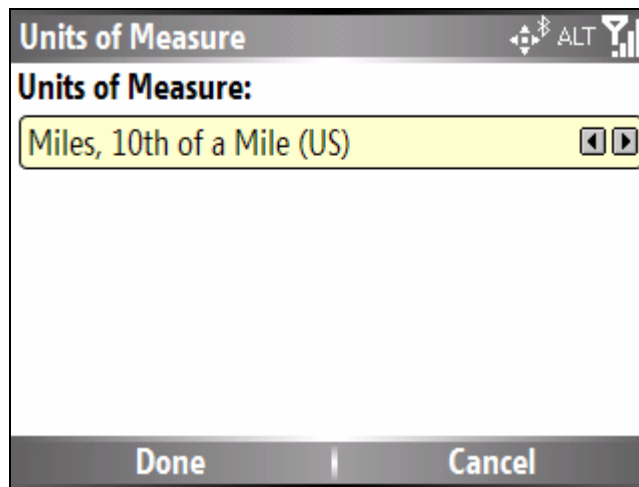 Units of Measure ALT
Units of Measure:
Miles, 10th of a Mile (US)
Done Cancel